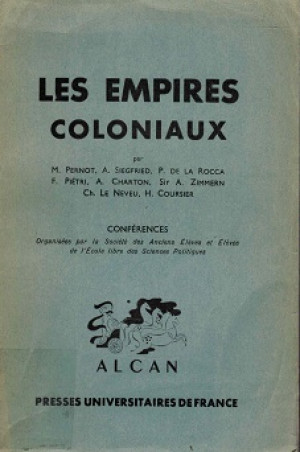 LES EMPIRES
COLONIAUX
par
M. PERNOT, A. SIEGFRIED, P. DE LA ROCCA
F. PIÉTRI, A. CHARTON, Sir A. ZIMMERN
Ch. LE NEVEU, H. COURSIER
CONFÉRENCES
Organisées par la Société des Anciens Élèves et Élèves
de l'École libre des Sciences Politiques
ALCAN
PRESSES UNIVERSITAIRES DE FRANCE